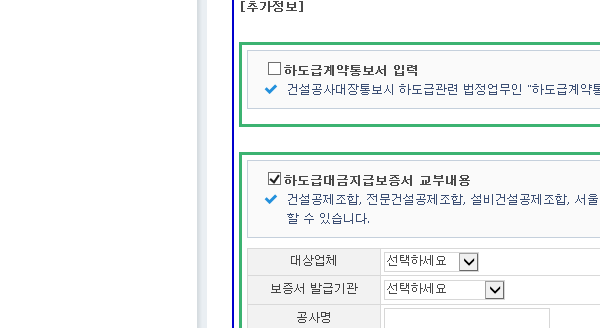 [추가정보]
하도급계약통보서 입력
건설공사대장통보시 하도급관련 법정업무인 "하도급계약통
하도급대금지급보증서 교부내용
건설공제조합, 전문건설공제조합, 설비건설공제조합, 서울
할 수 있습니다.
대상업체 선택하세요
보증서 발급기관 선택하세요
공사명